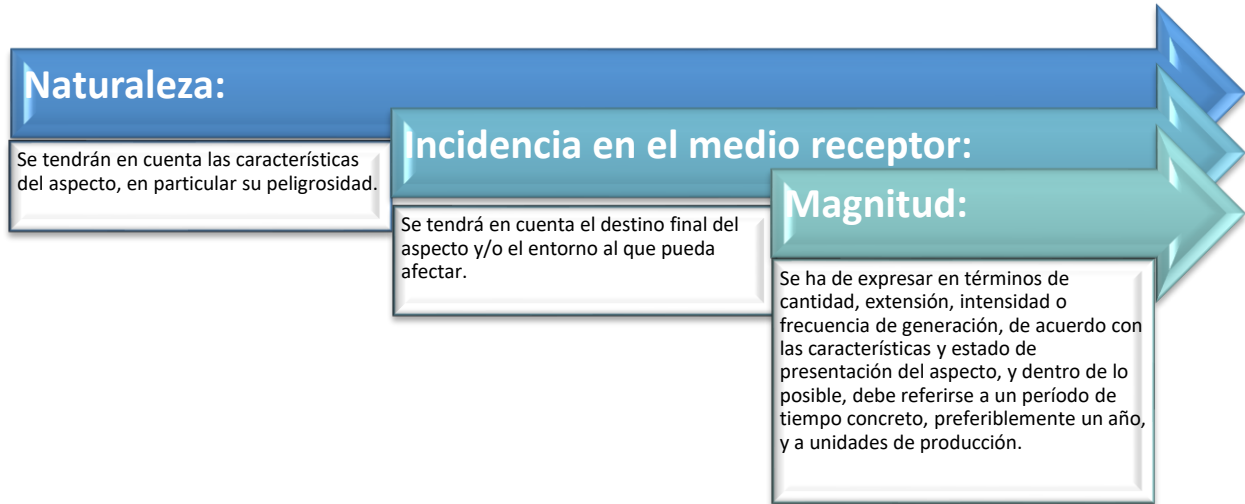 Naturaleza:
Se tendrán en cuenta las características
del aspecto, en particular su peligrosidad.
Incidencia en el medio receptor:
Se tendrá en cuenta el destino final del
aspecto y/o el entorno al que pueda
afectar.
Magnitud:
Se ha de expresar en términos de
cantidad, extensión, intensidad o
frecuencia de generación, de acuerdo con
las características y estado de
presentación del aspecto, y dentro de lo
posible, debe referirse a un período de
tiempo concreto, preferiblemente un año,
y a unidades de producción.